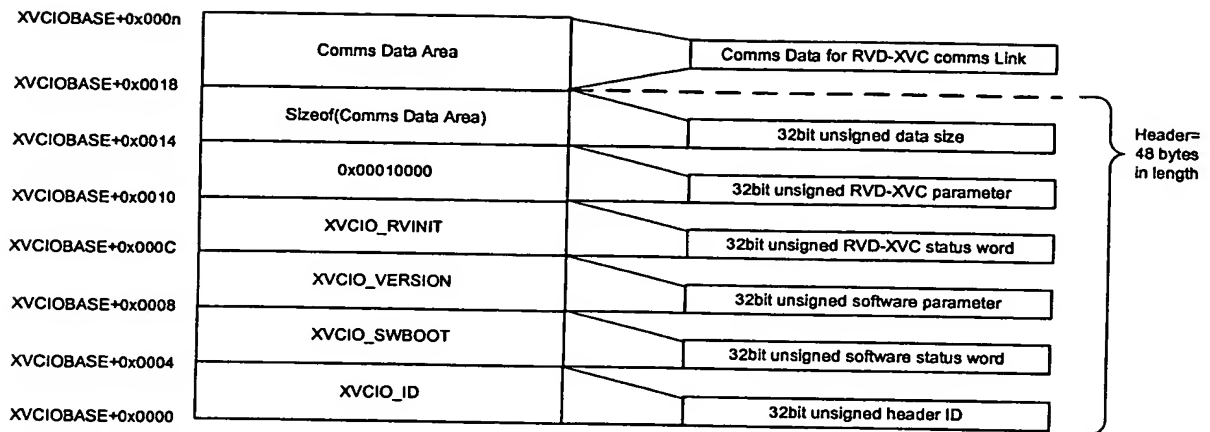 XVCIOBASE+0x000n
Comms Data Area
Comms Data for RVD-XVC comms Link
XVCIOBASE+0x0018
Sizeof(Comms Data Area)
32bit unsigned data size
XVCIOBASE+0x0014
0x00010000
32bit unsigned RVD-XVC parameter
XVCIOBASE+0x0010
XVCIO_RVINIT
32bit unsigned RVD-XVC status word
XVCIOBASE+0x000C
XVCIO_VERSION
32bit unsigned software parameter
XVCIOBASE+0x0008
XVCIO_SWBOOT
32bit unsigned software status word
XVCIOBASE+0x0004
XVCIO_ID
32bit unsigned header ID
XVCIOBASE+0x0000
Header=
48 bytes
in length